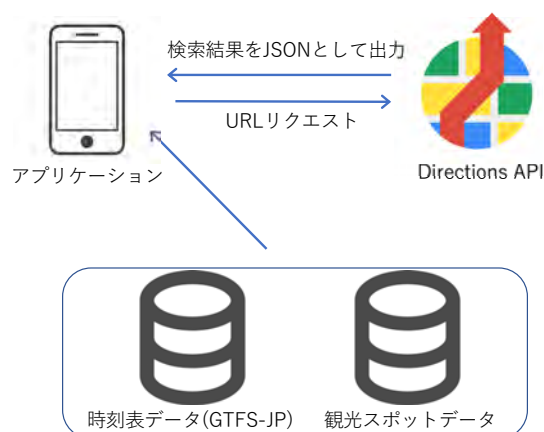 検索結果をJSONとして出力
URLリクエスト
アプリケーション
Directions API
時刻表データ(GTFS-JP)
観光スポットデータ